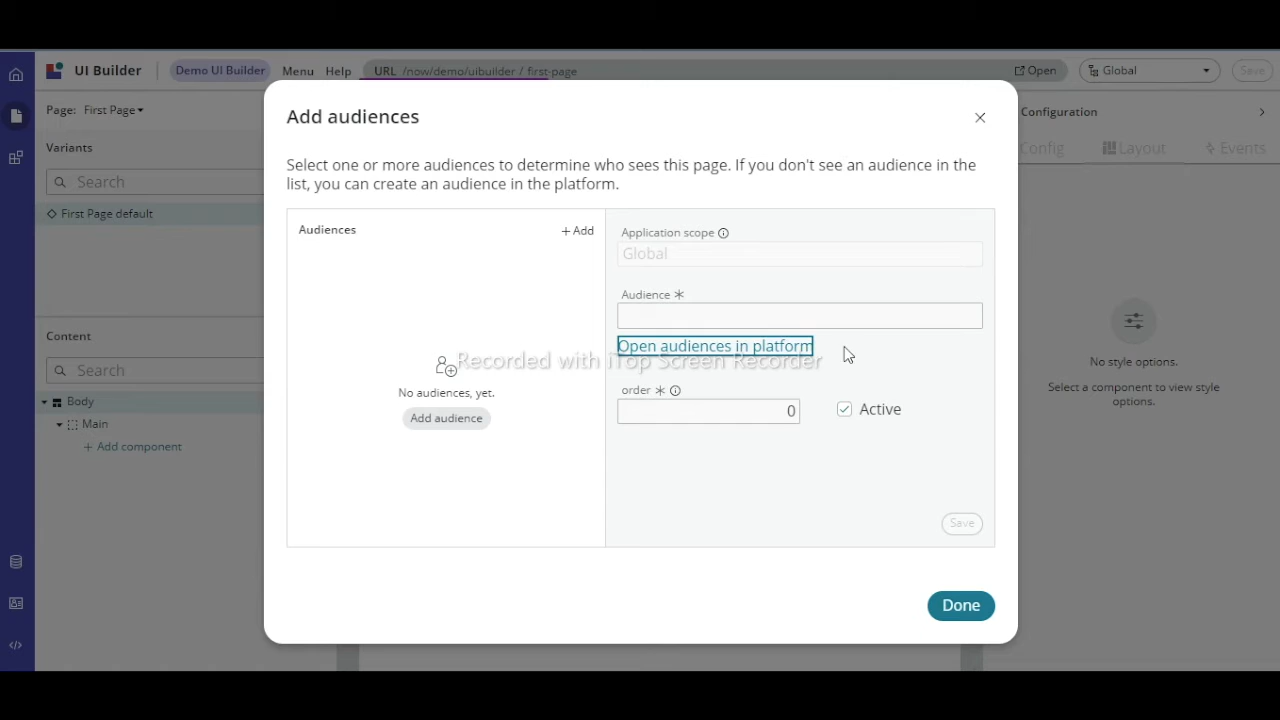 UI Builder
Demo UI Builder
Menu
Help
URL /now/demo/uibuilder / first-page
Open
Global
Save
Page: First Page
Variants
Search
First Page default
Content
Search
Body
Main
+ Add component
Add audiences
Select one or more audiences to determine who sees this page. If you don't see an audience in the
list, you can create an audience in the platform.
Audiences
+ Add
No audiences, yet.
Add audience
Application scope
Global
Audience *
Open audiences in platform
Recorded with iTop Screen Recorder
order *
0
Active
Save
Done
Configuration
Config
Layout
Events
No style options.
Select a component to view style
options.